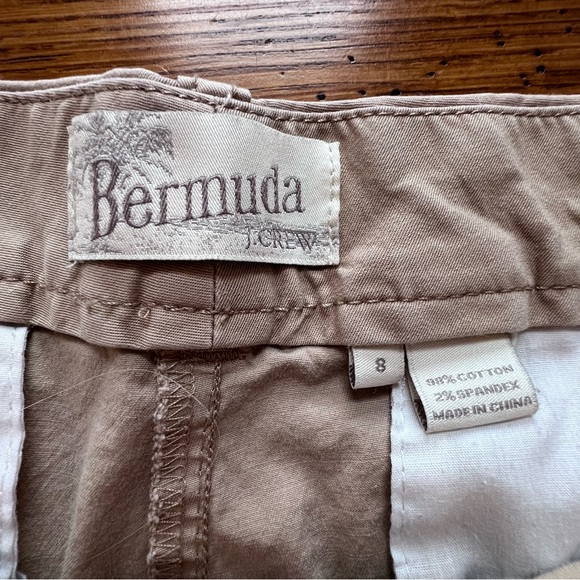 Bermuda
J.CREW
8
98% COTTON
2% SPANDEX
MADE IN CHINA